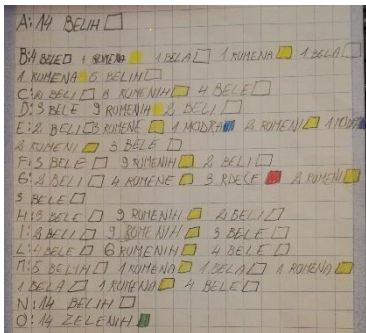 A: 14 BELIH
B: 4 BELE 1 RUMENA 1 BELA 1 RUMENA 1 BELA
1 RUMENA 5 BELIH
C: 2 BELI 8 RUMENIH 4 BELE
D: 3 BELE 9 RUMENIH 2 BELI
E: 2 BELI 3 RUMENE 1 MODRA 2 RUMENI 1 MODRA
2 RUMENI 3 BELE
F: 3 BELE 9 RUMENIH 2 BELI
G: 2 BELI 4 RUMENE 3 RDEČE 2 RUMENI
3 BELE
H: 3 BELE 9 RUMENIH 2 BELI
I: 2 BELI 9 RUMENIH 3 BELE
L: 4 BELE 6 RUMENIH 4 BELE
M: 5 BELIH 1 RUMENA 1 BELA 1 RUMENA
1 BELA 1 RUMENA 4 BELE
N: 14 BELIH
O: 14 ZELENIH